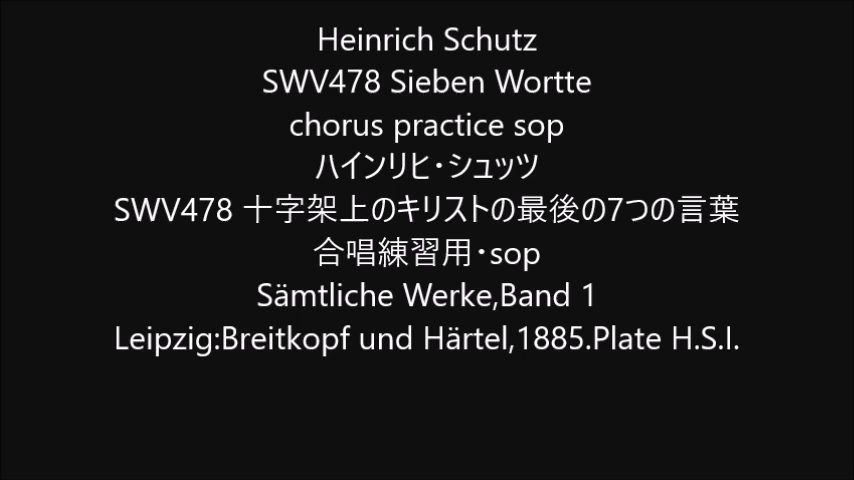 Heinrich Schutz
SWV478 Sieben Wortte
chorus practice sop
ハインリヒ・シュッツ
SWV478 十字架上のキリストの最後の7つの言葉
合唱練習用・sop
Sämtliche Werke,Band 1
Leipzig:Breitkopf und Härtel,1885.Plate H.S.I.